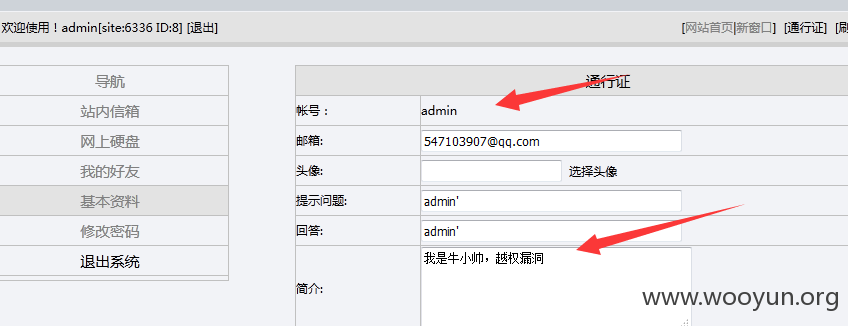 欢迎使用！admin[site:6336 ID:8] [退出]
[网站首页|新窗口] [通行证] [刷
导航
站内信箱
网上硬盘
我的好友
基本资料
修改密码
退出系统
通行证
帐号：
admin
邮箱:
547103907@qq.com
头像:
选择头像
提示问题:
admin'
回答:
admin'
简介:
我是牛小帅，越权漏洞
www.wooyun.org